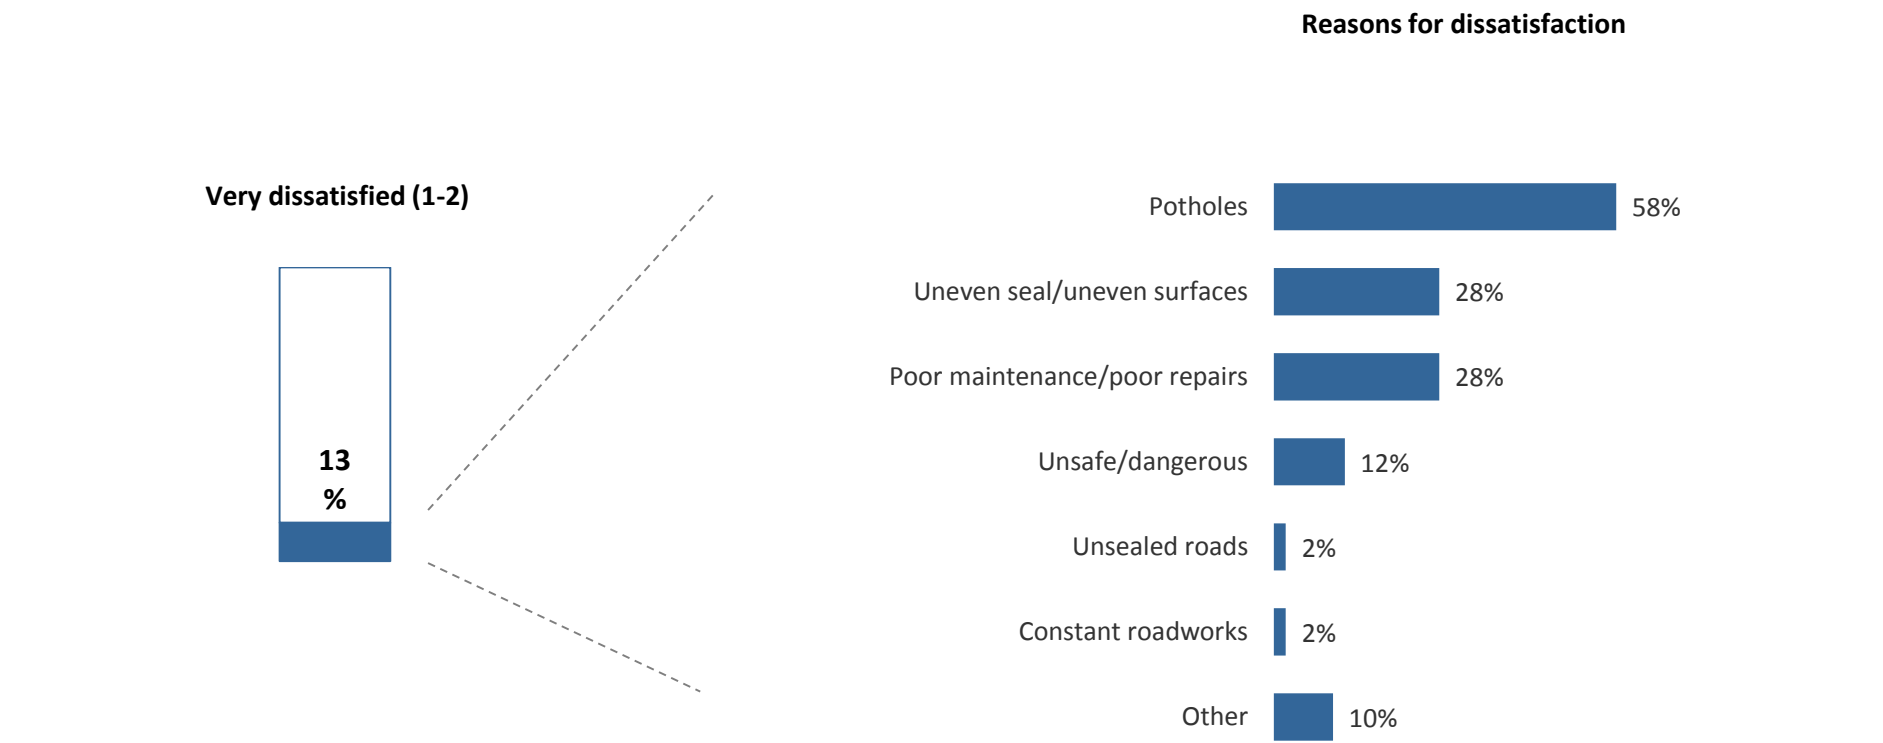 Reasons for dissatisfaction
Very dissatisfied (1-2)
13
%
Potholes 58%
Uneven seal/uneven surfaces 28%
Poor maintenance/poor repairs 28%
Unsafe/dangerous 12%
Unsealed roads 2%
Constant roadworks 2%
Other 10%